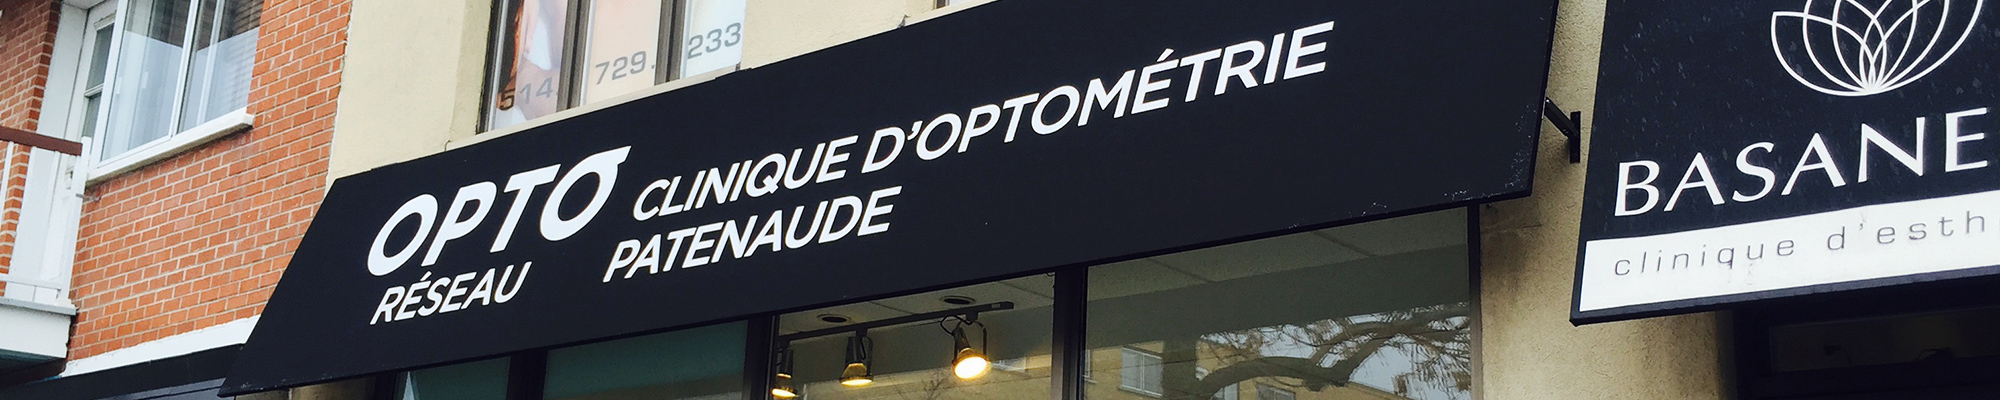 514. 729. 233
OPTO
RÉSEAU
CLINIQUE D'OPTOMÉTRIE
PATENAUDE
BASANE
clinique d'esth